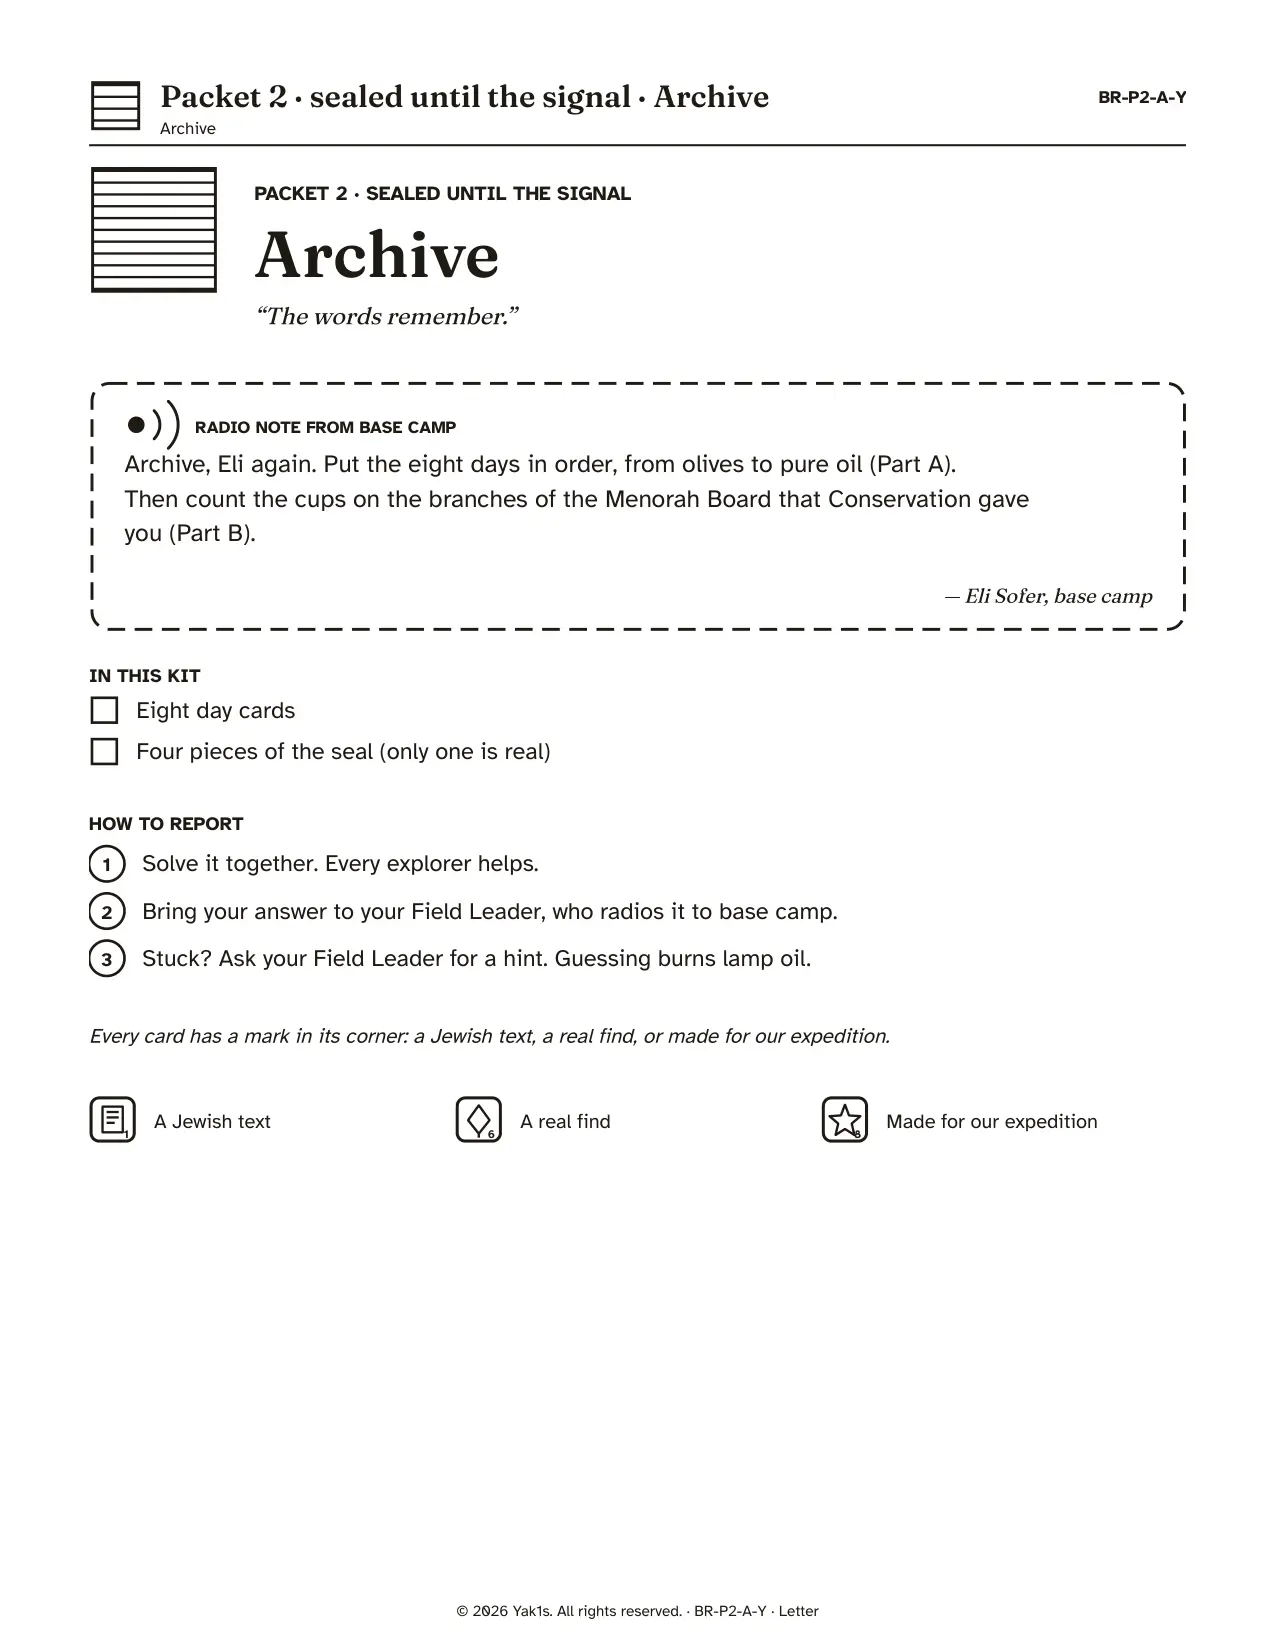 Packet 2 · sealed until the signal · Archive
BR-P2-A-Y
Archive
PACKET 2 · SEALED UNTIL THE SIGNAL
Archive
“The words remember.”
RADIO NOTE FROM BASE CAMP
Archive, Eli again. Put the eight days in order, from olives to pure oil (Part A).
Then count the cups on the branches of the Menorah Board that Conservation gave
you (Part B).
— Eli Sofer, base camp
IN THIS KIT
Eight day cards
Four pieces of the seal (only one is real)
HOW TO REPORT
1 Solve it together. Every explorer helps.
2 Bring your answer to your Field Leader, who radios it to base camp.
3 Stuck? Ask your Field Leader for a hint. Guessing burns lamp oil.
Every card has a mark in its corner: a Jewish text, a real find, or made for our expedition.
1 A Jewish text
6 A real find
8 Made for our expedition
© 2026 Yak1s. All rights reserved. · BR-P2-A-Y · Letter